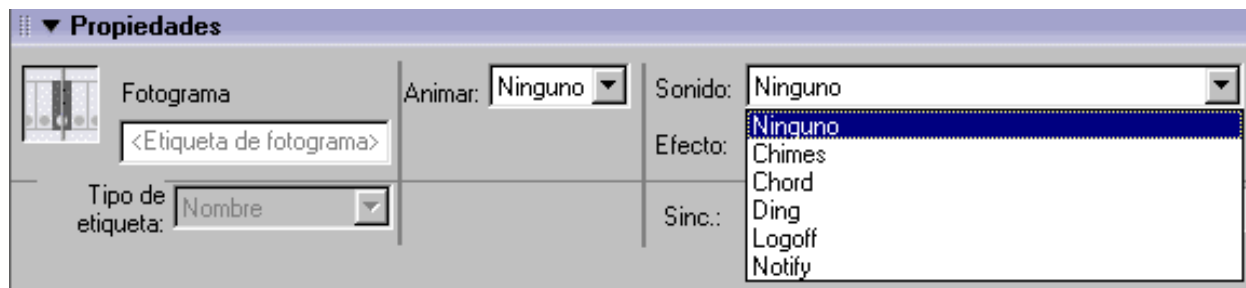 Propiedades
Fotograma
<Etiqueta de fotograma>
Tipo de
etiqueta:
Nombre
Animar:
Ninguno
Sonido:
Ninguno
Efecto:
Sinc.:
Ninguno
Chimes
Chord
Ding
Logoff
Notify